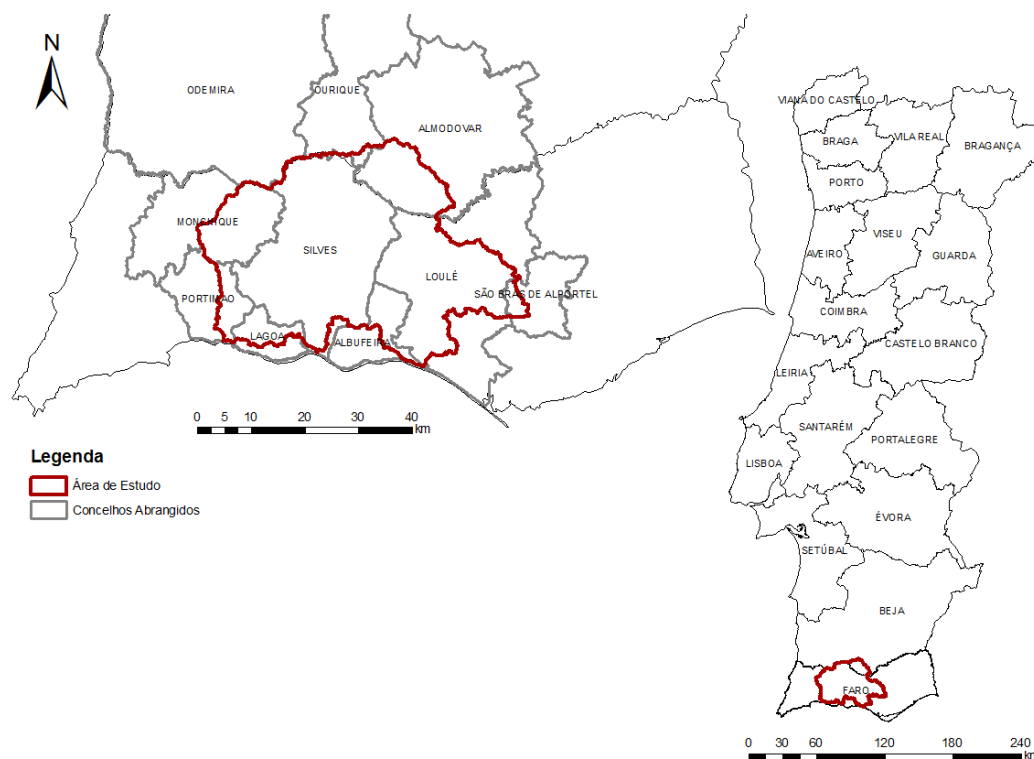 N
ODEMIRA
OURIQUE
ALMODOVAR
MONCHIQUE
SILVES
LOULÉ
PORTIMAO
SÃO BRAS DE ALPORTEL
LAGOA
ALBUFEIRA
0 5 10 20 30 40
km
Legenda
Área de Estudo
Concelhos Abrangidos
VIANA DO CASTELO
BRAGA
VILA REAL
BRAGANÇA
PORTO
VISEU
AVEIRO
GUARDA
COIMBRA
CASTELO BRANCO
LEIRIA
SANTARÉM
PORTALEGRE
LISBOA
ÉVORA
SETÚBAL
BEJA
FARO
0 30 60 120 180 240
km